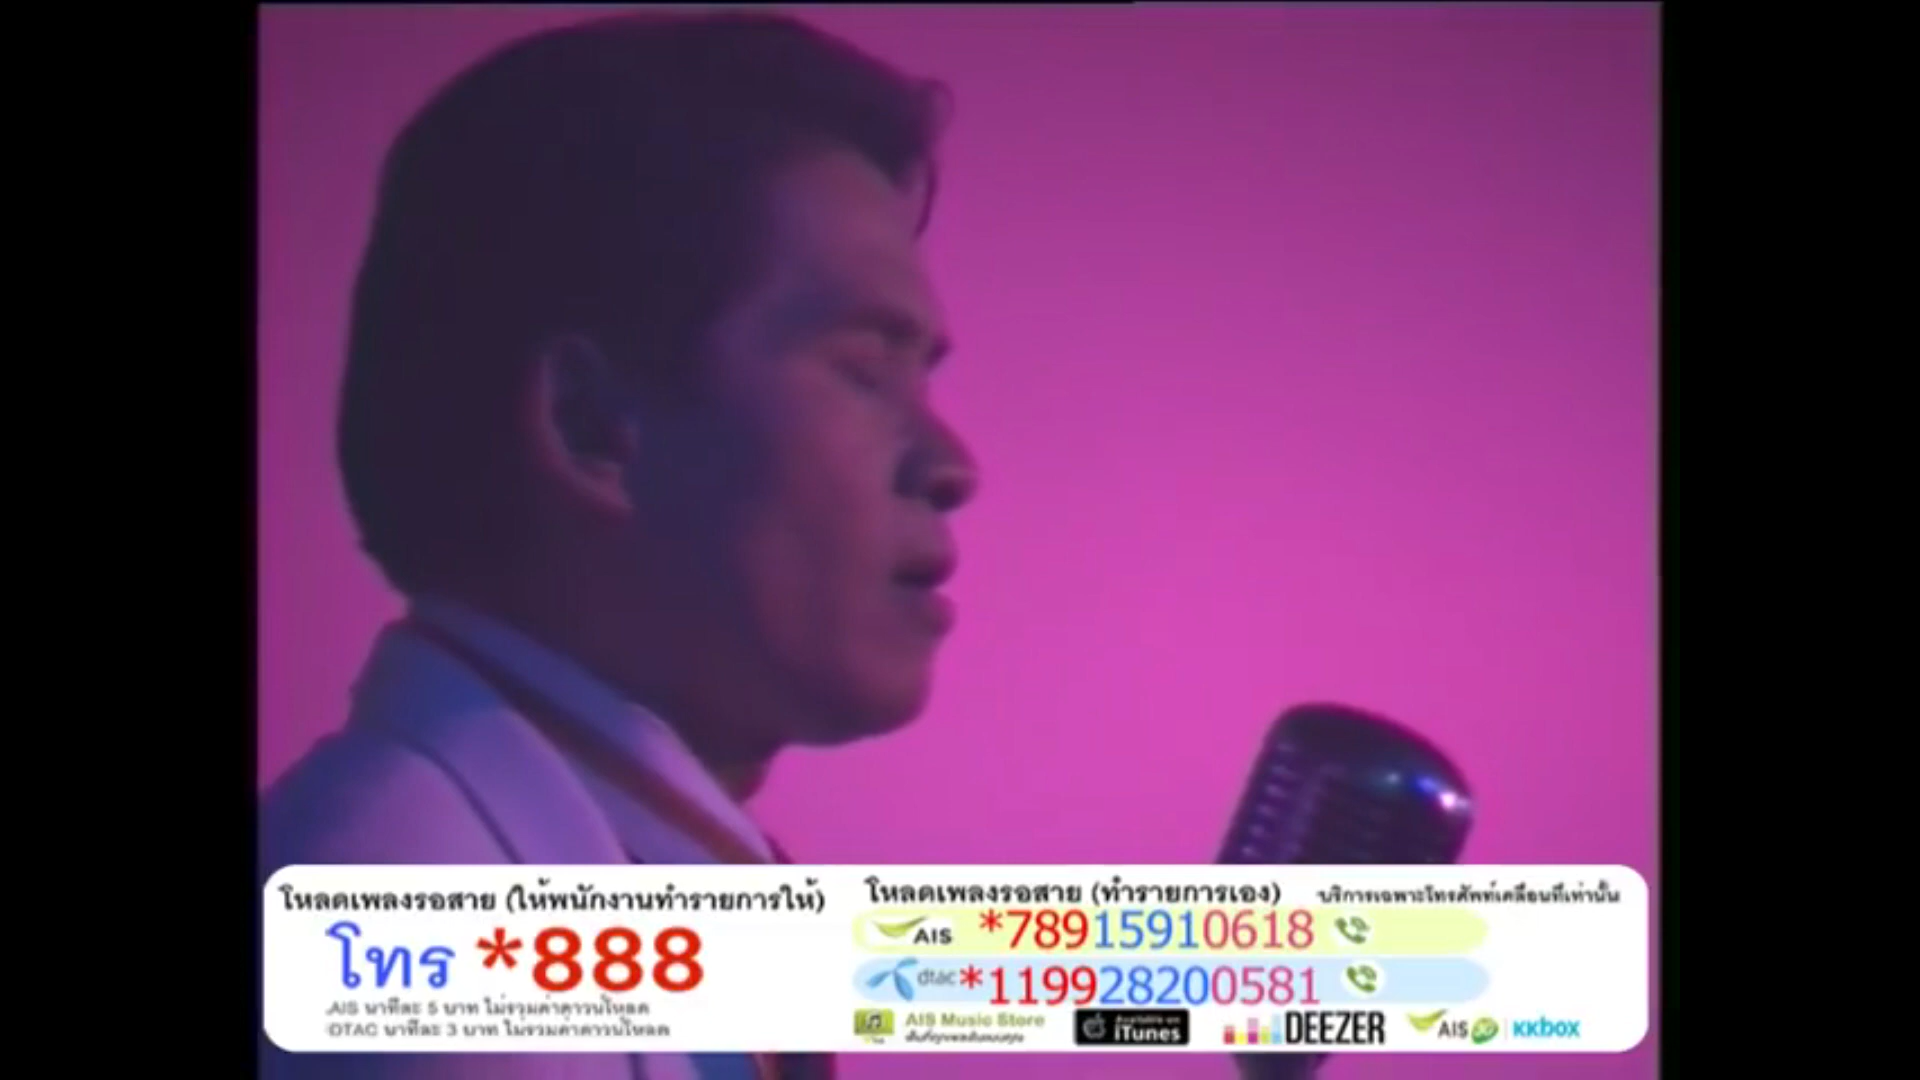 โหลดเพลงรอสาย (ให้พนักงานทำรายการให้)
โทร *888
AIS นาทีละ 5 บาท ไม่รวมค่าดาวน์โหลด
DTAC นาทีละ 3 บาท ไม่รวมค่าดาวน์โหลด
โหลดเพลงรอสาย (ทำรายการเอง) บริการเฉพาะโทรศัพท์เคลื่อนที่เท่านั้น
AIS *78915910618
dtac *119928200581
AIS Music Store
Available on iTunes
DEEZER
AIS
KKBOX